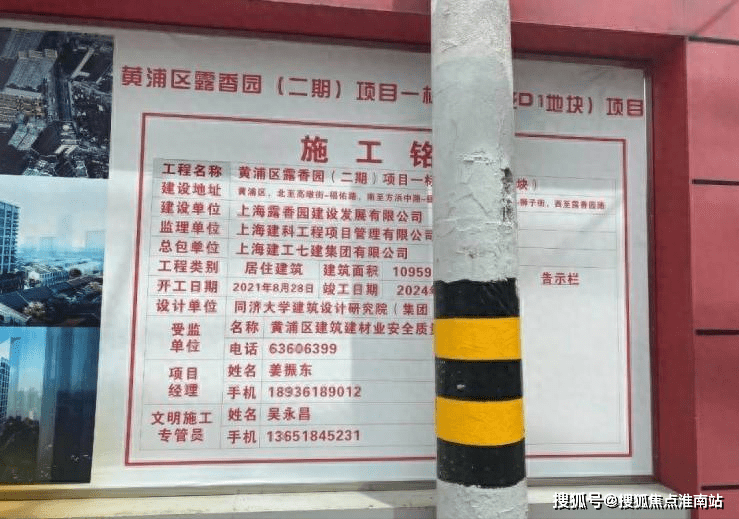 黄浦区露香园（二期）项目一标 D1地块）项目
施工铭
工程名称 黄浦区露香园（二期）项目一标 块）
建设地址 黄浦区，北至高墩街-福佑路，南至方浜中路 狮子街，西至露香园路
建设单位 上海露香园建设发展有限公司
监理单位 上海建科工程项目管理有限公司
总包单位 上海建工七建集团有限公司
工程类别 居住建筑 建筑面积 10959 告示栏
开工日期 2021年8月28日 竣工日期 2024年
设计单位 同济大学建筑设计研究院（集团
受监单位 名称 黄浦区建筑建材业安全质
电话 63606399
项目经理 姓名 姜振东
手机 18936189012
文明施工专管员 姓名 吴永昌
手机 13651845231
搜狐号@搜狐焦点淮南站